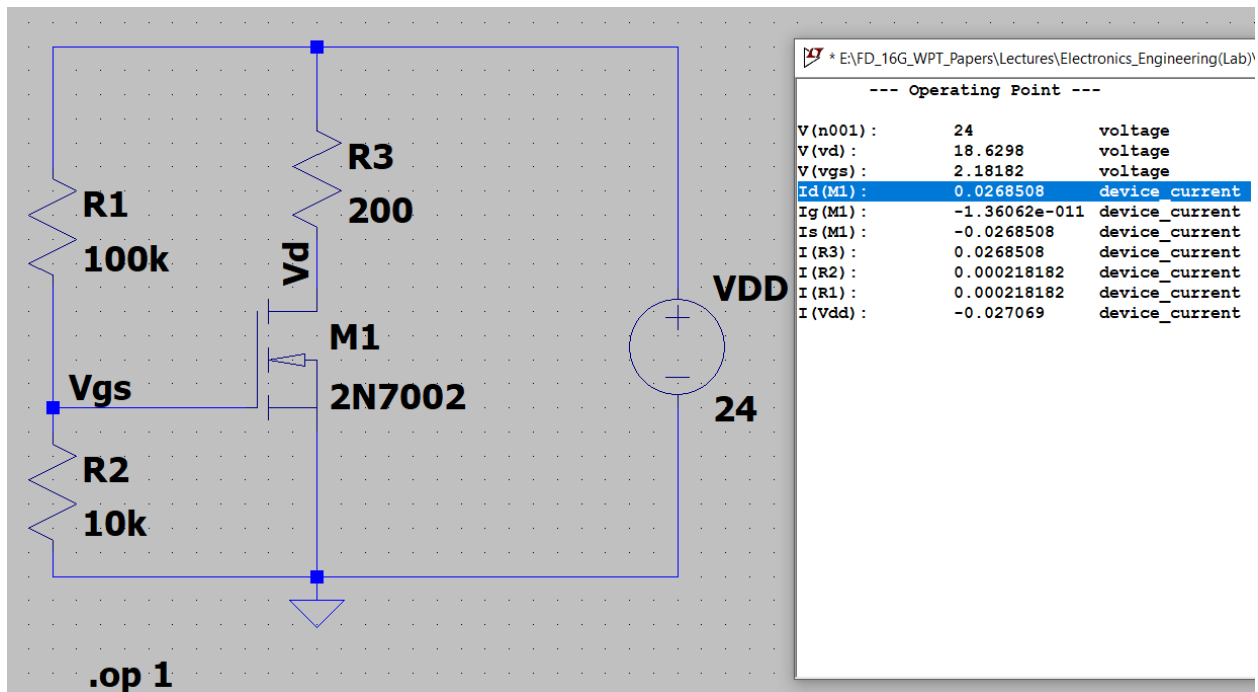 R1
100k
R3
200
Vd
VDD
24
M1
2N7002
Vgs
R2
10k
.op 1
* E:\FD_16G_WPT_Papers\Lectures\Electronics_Engineering(Lab)\
--- Operating Point ---
V(n001): 24 voltage
V(vd): 18.6298 voltage
V(vgs): 2.18182 voltage
Id(M1): 0.0268508 device_current
Ig(M1): -1.36062e-011 device_current
Is(M1): -0.0268508 device_current
I(R3): 0.0268508 device_current
I(R2): 0.000218182 device_current
I(R1): 0.000218182 device_current
I(Vdd): -0.027069 device_current